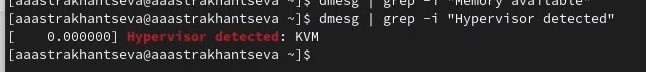 [aaastrakhantseva@aaastrakhantseva ~]$ dmesg | grep -i "Memory available"
[aaastrakhantseva@aaastrakhantseva ~]$ dmesg | grep -i "Hypervisor detected"
[    0.000000] Hypervisor detected: KVM
[aaastrakhantseva@aaastrakhantseva ~]$